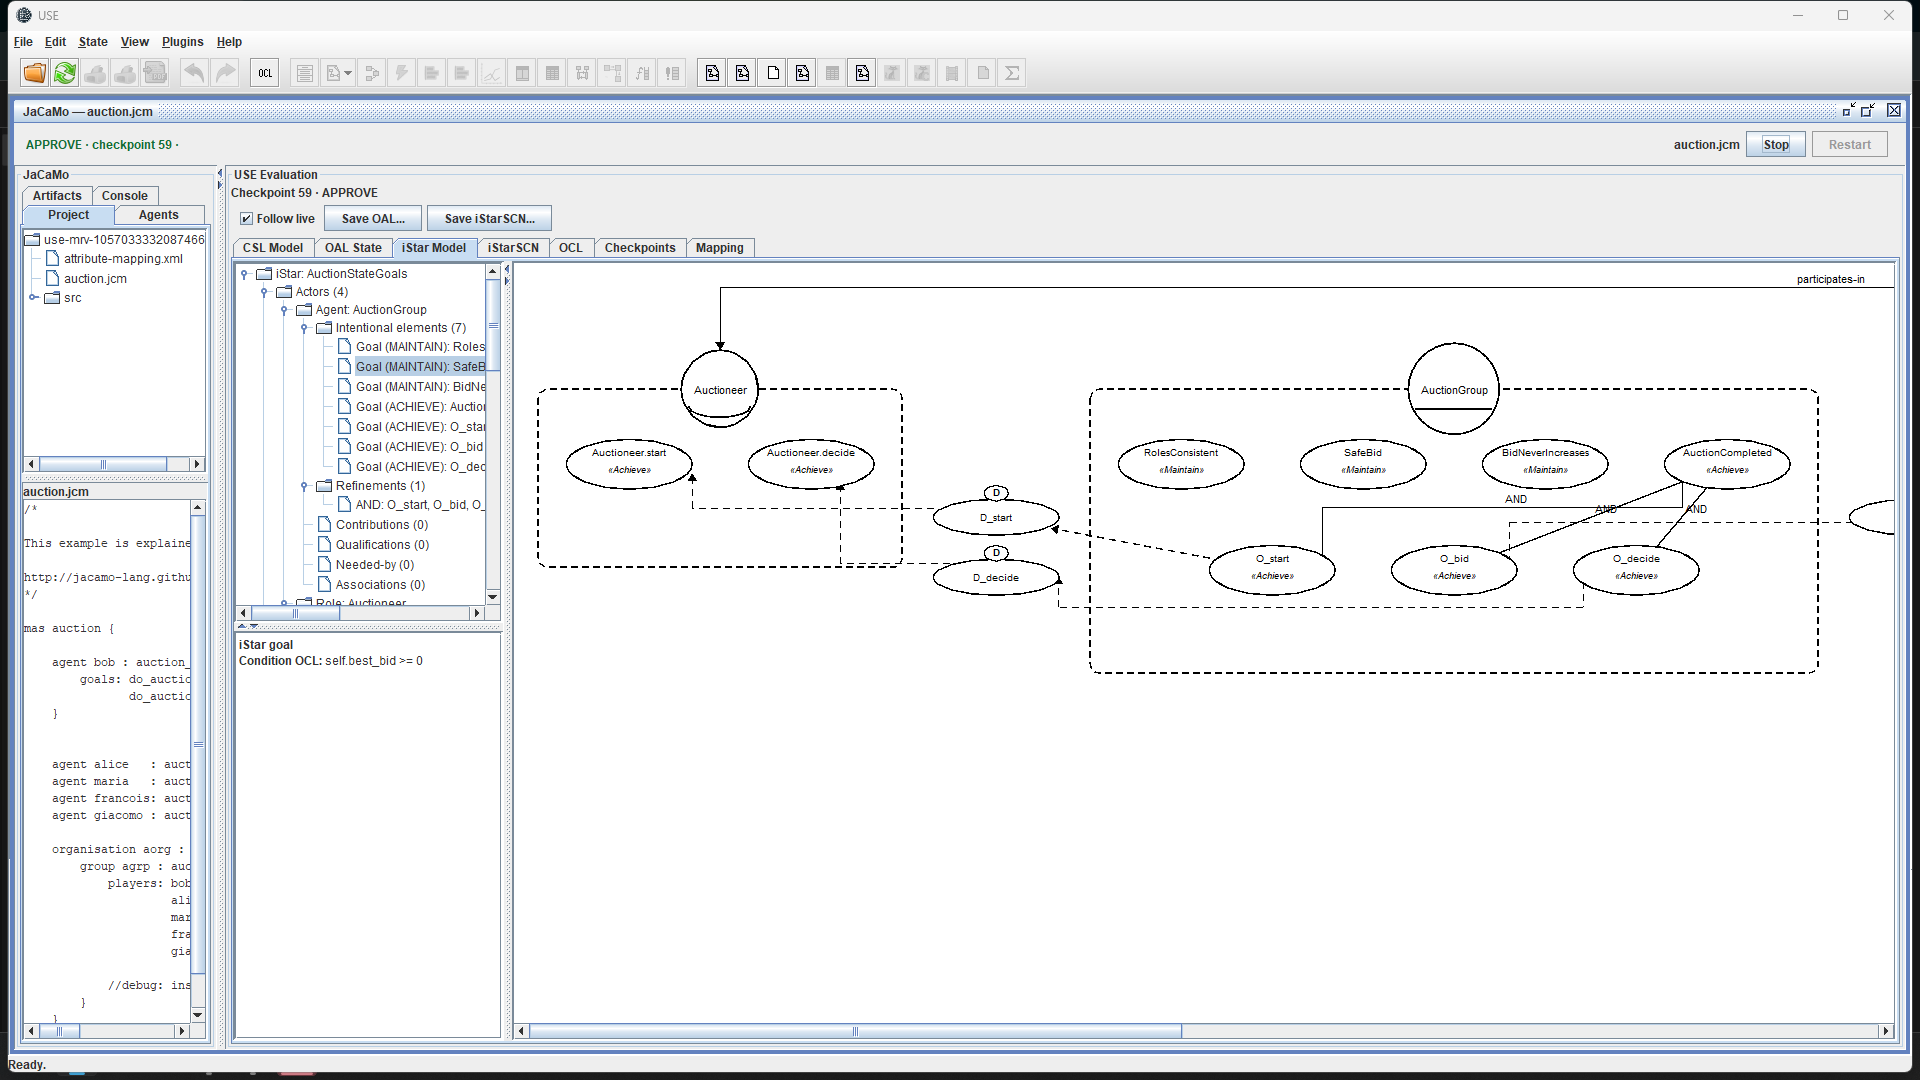 USE
File Edit State View Plugins Help
OCL
JaCaMo — auction.jcm
APPROVE · checkpoint 59 ·
auction.jcm Stop Restart
JaCaMo
Artifacts Console
Project Agents
use-mrv-1057033332087466
attribute-mapping.xml
auction.jcm
src
auction.jcm
/*
This example is explaine
http://jacamo-lang.githu
*/
mas auction {
agent bob : auction_
goals: do_auctio
do_auctio
}
agent alice : auct
agent maria : auct
agent francois: auct
agent giacomo : auct
organisation aorg :
group agrp : auc
players: bob
ali
mar
fra
gia
//debug: ins
}
}
USE Evaluation
Checkpoint 59 · APPROVE
Follow live Save OAL... Save iStarSCN...
CSL Model OAL State iStar Model iStarSCN OCL Checkpoints Mapping
iStar: AuctionStateGoals
Actors (4)
Agent: AuctionGroup
Intentional elements (7)
Goal (MAINTAIN): Roles
Goal (MAINTAIN): SafeB
Goal (MAINTAIN): BidNe
Goal (ACHIEVE): Auction
Goal (ACHIEVE): O_star
Goal (ACHIEVE): O_bid
Goal (ACHIEVE): O_dec
Refinements (1)
AND: O_start, O_bid, O_
Contributions (0)
Qualifications (0)
Needed-by (0)
Associations (0)
Role: Auctioneer
iStar goal
Condition OCL: self.best_bid >= 0
participates-in
Auctioneer
Auctioneer.start
«Achieve»
Auctioneer.decide
«Achieve»
D
D_start
D
D_decide
AuctionGroup
RolesConsistent
«Maintain»
SafeBid
«Maintain»
BidNeverIncreases
«Maintain»
AuctionCompleted
«Achieve»
AND
AND
AND
O_start
«Achieve»
O_bid
«Achieve»
O_decide
«Achieve»
Ready.